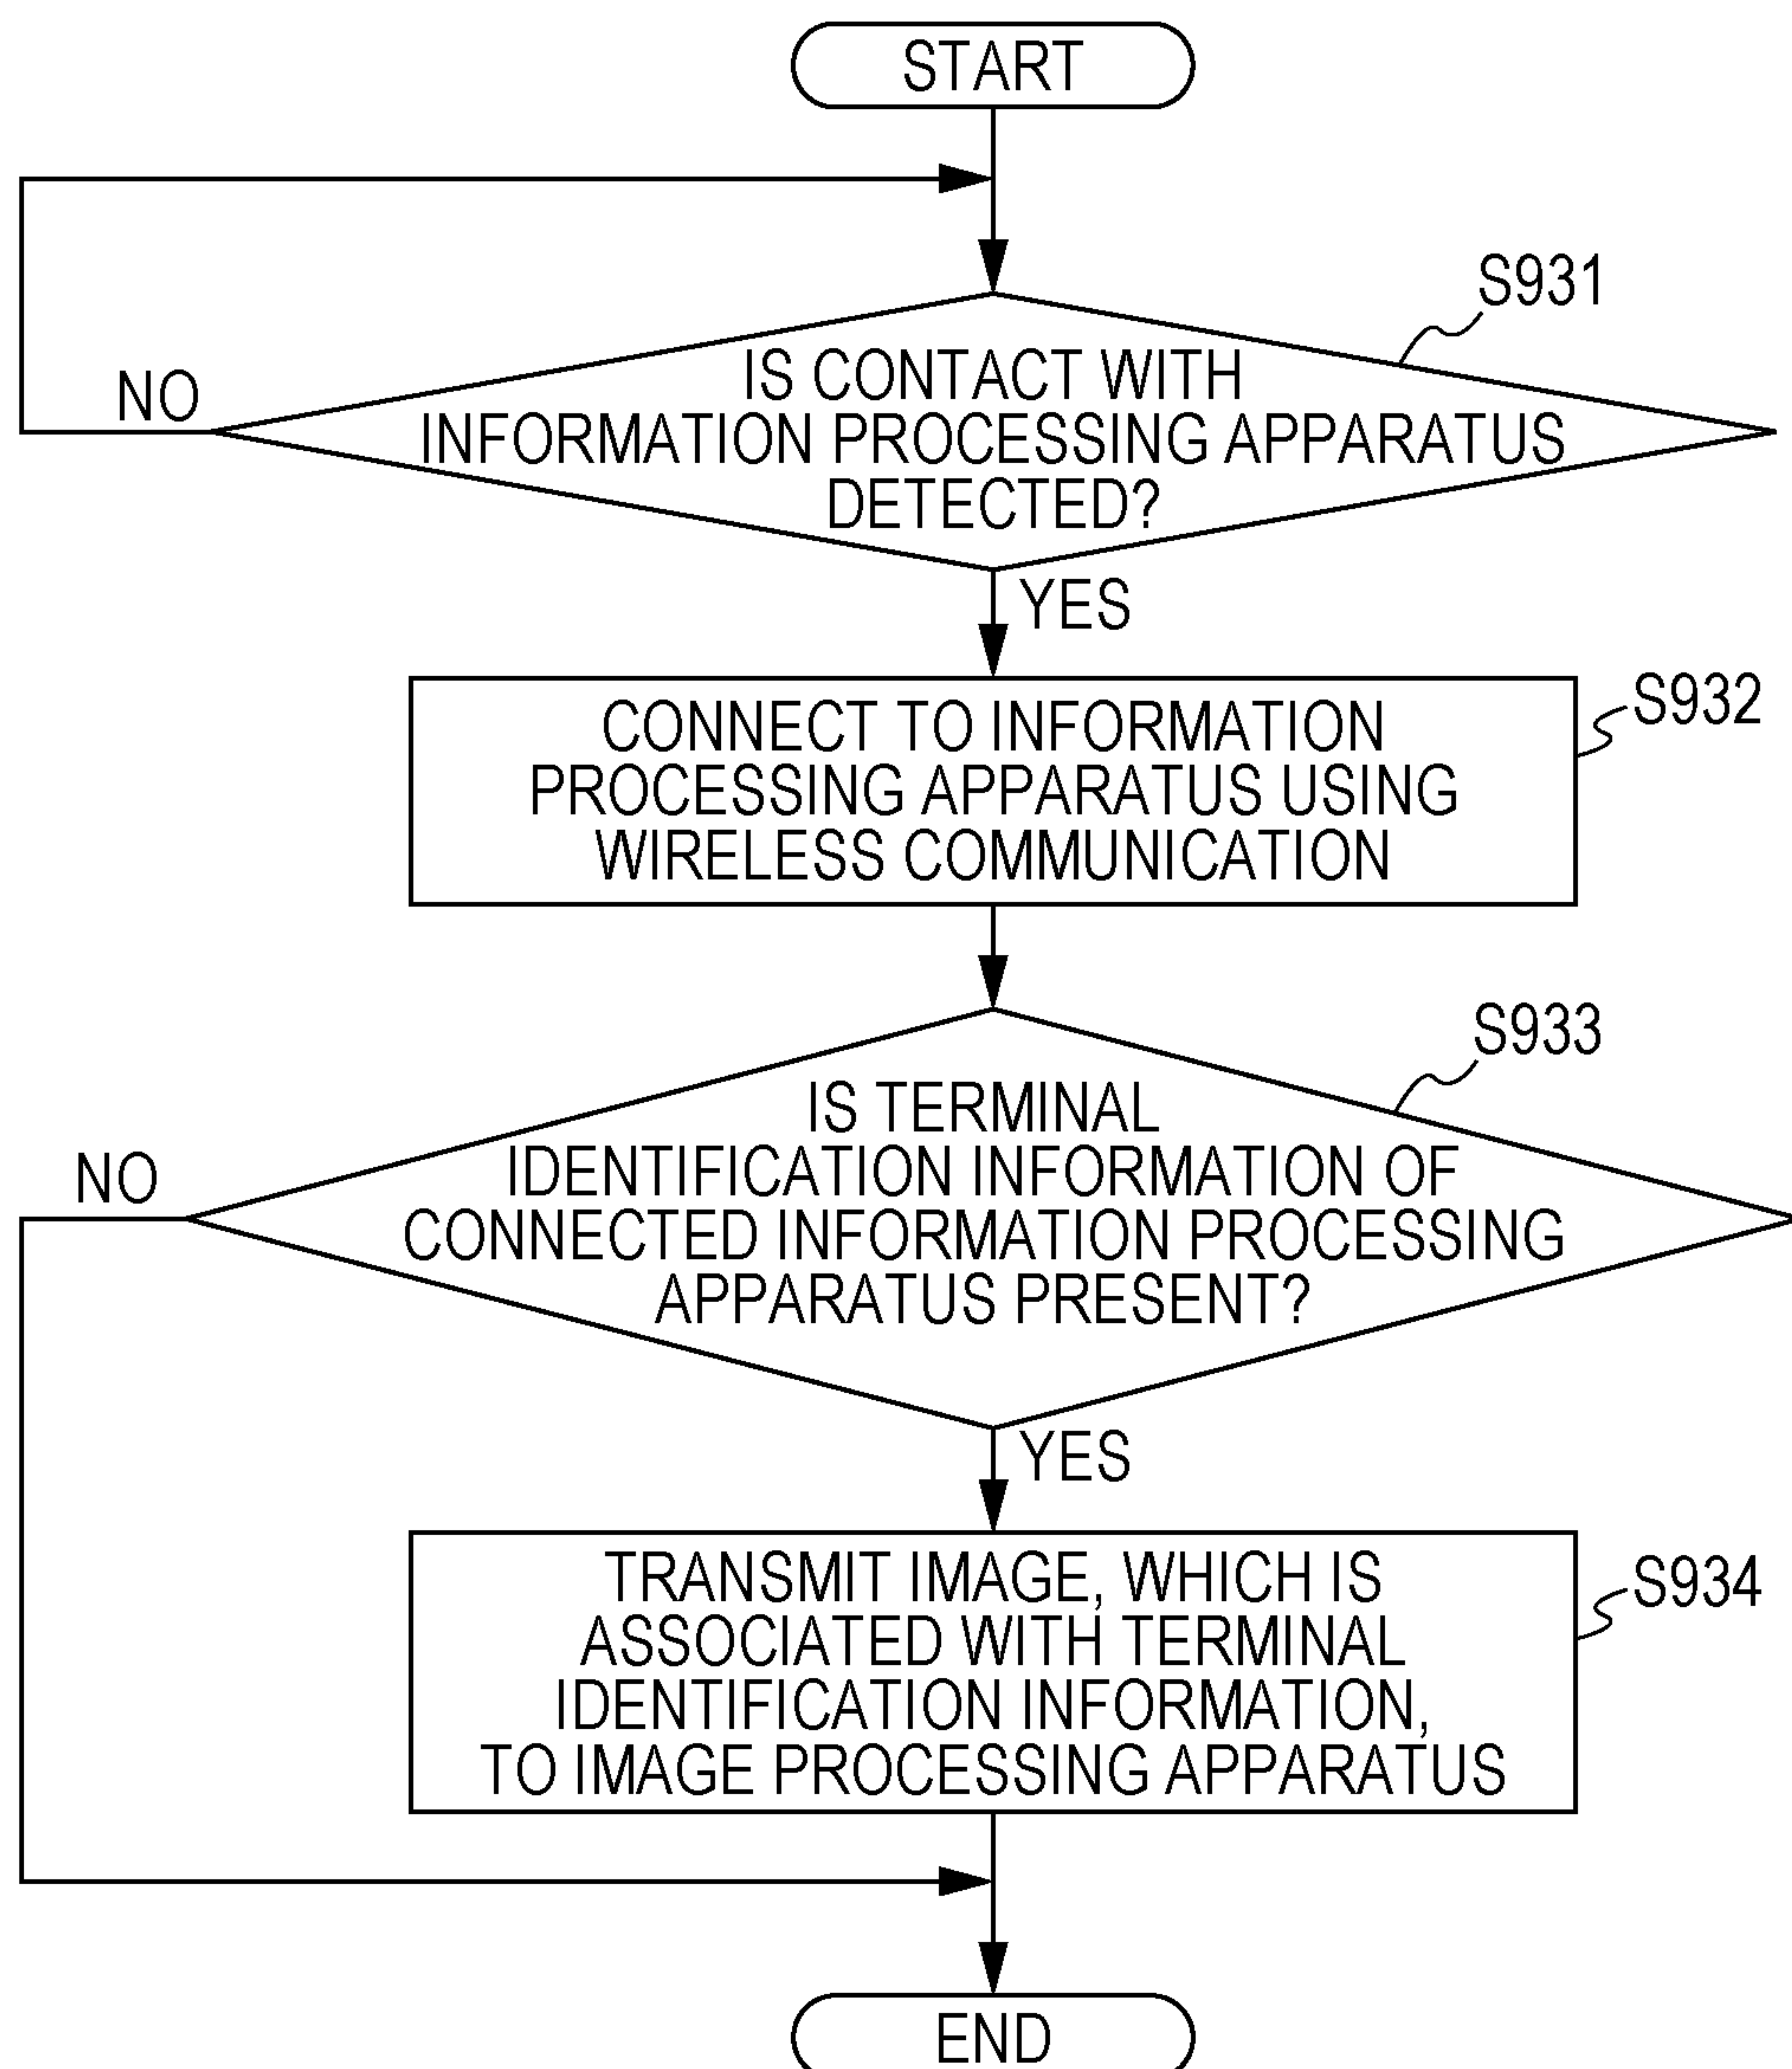 START
S931
IS CONTACT WITH
INFORMATION PROCESSING APPARATUS
DETECTED?
NO
YES
S932
CONNECT TO INFORMATION
PROCESSING APPARATUS USING
WIRELESS COMMUNICATION
S933
IS TERMINAL
IDENTIFICATION INFORMATION OF
CONNECTED INFORMATION PROCESSING
APPARATUS PRESENT?
NO
YES
S934
TRANSMIT IMAGE, WHICH IS
ASSOCIATED WITH TERMINAL
IDENTIFICATION INFORMATION,
TO IMAGE PROCESSING APPARATUS
END